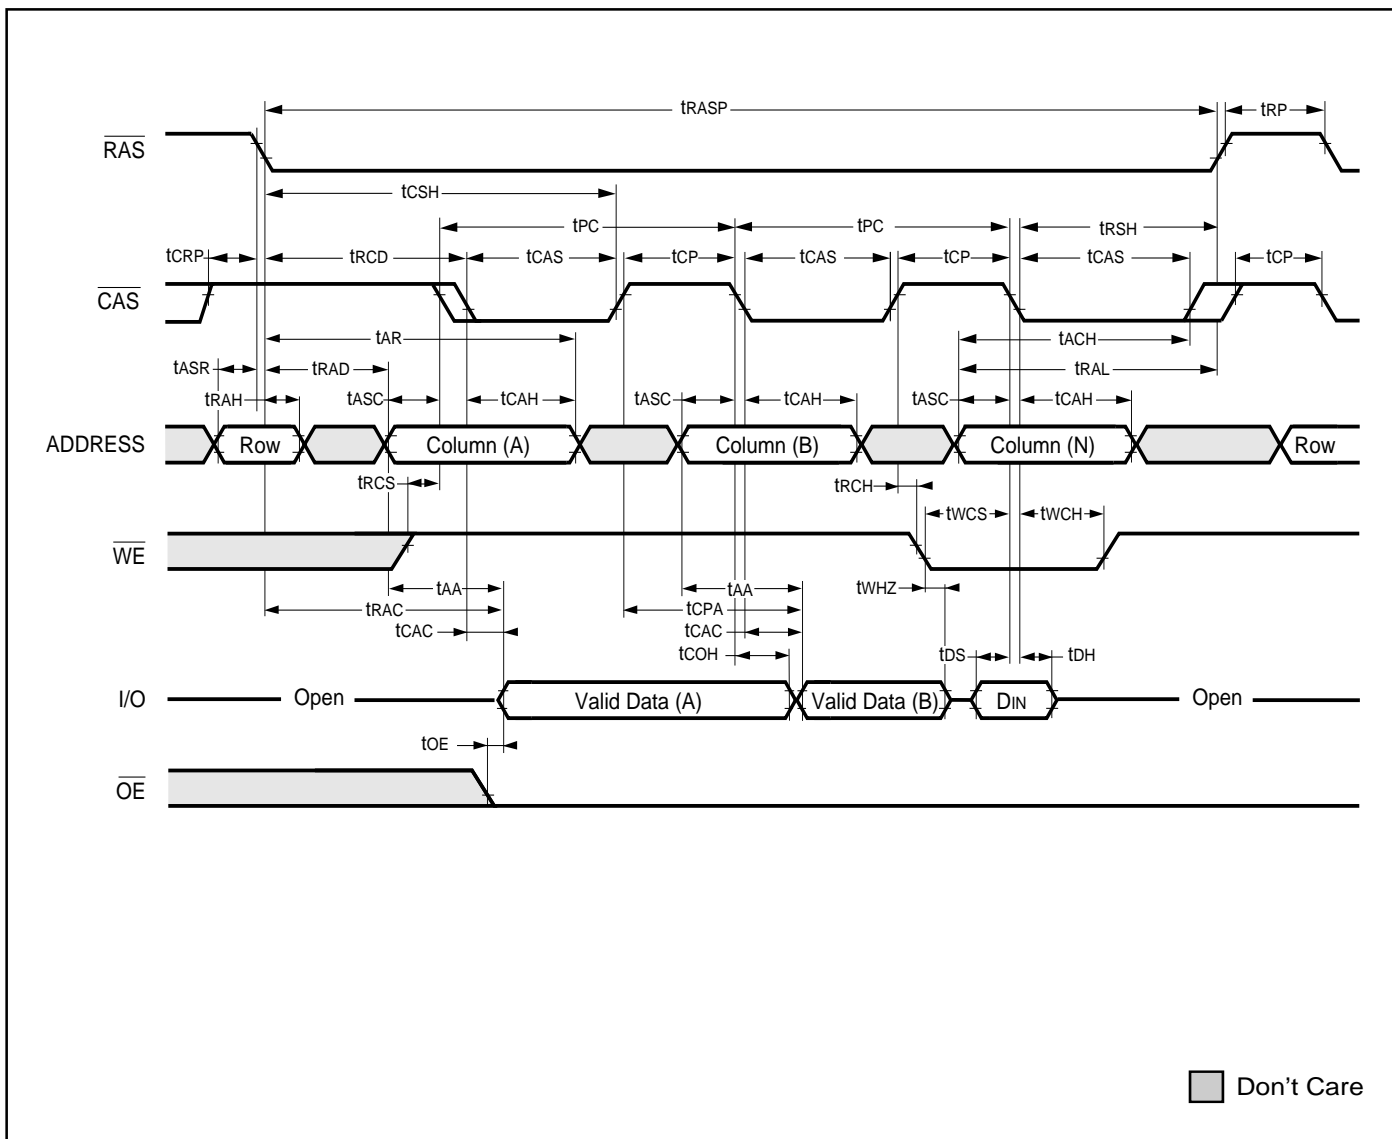 tRASP tRP
RAS
tCSH
tPC tPC tRSH
tCRP tRCD tCAS tCP tCAS tCP tCAS tCP
CAS
tAR tACH
tASR tRAD tRAL
tRAH tASC tCAH tASC tCAH tASC tCAH
ADDRESS Row Column (A) Column (B) Column (N) Row
tRCS tRCH
tWCS tWCH
WE
tAA tAA tWHZ
tRAC tCPA
tCAC tCAC
tCOH tDS tDH
I/O Open Valid Data (A) Valid Data (B) DIN Open
tOE
OE
Don't Care